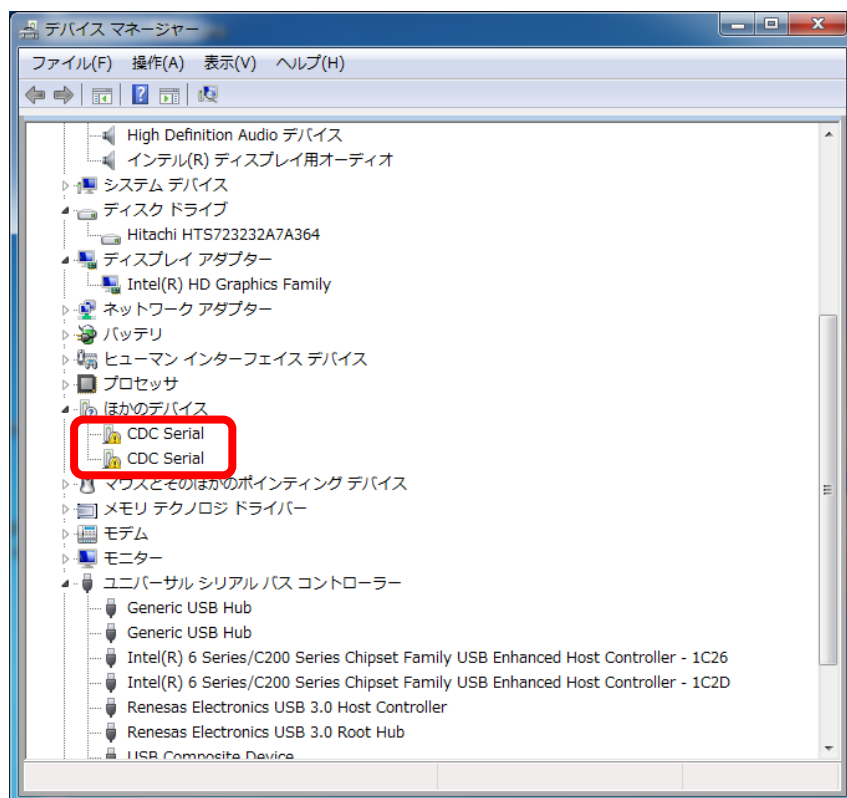 デバイス マネージャー
ファイル(F) 操作(A) 表示(V) ヘルプ(H)
High Definition Audio デバイス
インテル(R) ディスプレイ用オーディオ
システム デバイス
ディスク ドライブ
Hitachi HTS723232A7A364
ディスプレイ アダプター
Intel(R) HD Graphics Family
ネットワーク アダプター
バッテリ
ヒューマン インターフェイス デバイス
プロセッサ
ほかのデバイス
CDC Serial
CDC Serial
マウスとそのほかのポインティング デバイス
メモリ テクノロジ ドライバー
モデム
モニター
ユニバーサル シリアル バス コントローラー
Generic USB Hub
Generic USB Hub
Intel(R) 6 Series/C200 Series Chipset Family USB Enhanced Host Controller - 1C26
Intel(R) 6 Series/C200 Series Chipset Family USB Enhanced Host Controller - 1C2D
Renesas Electronics USB 3.0 Host Controller
Renesas Electronics USB 3.0 Root Hub
USB Composite Device